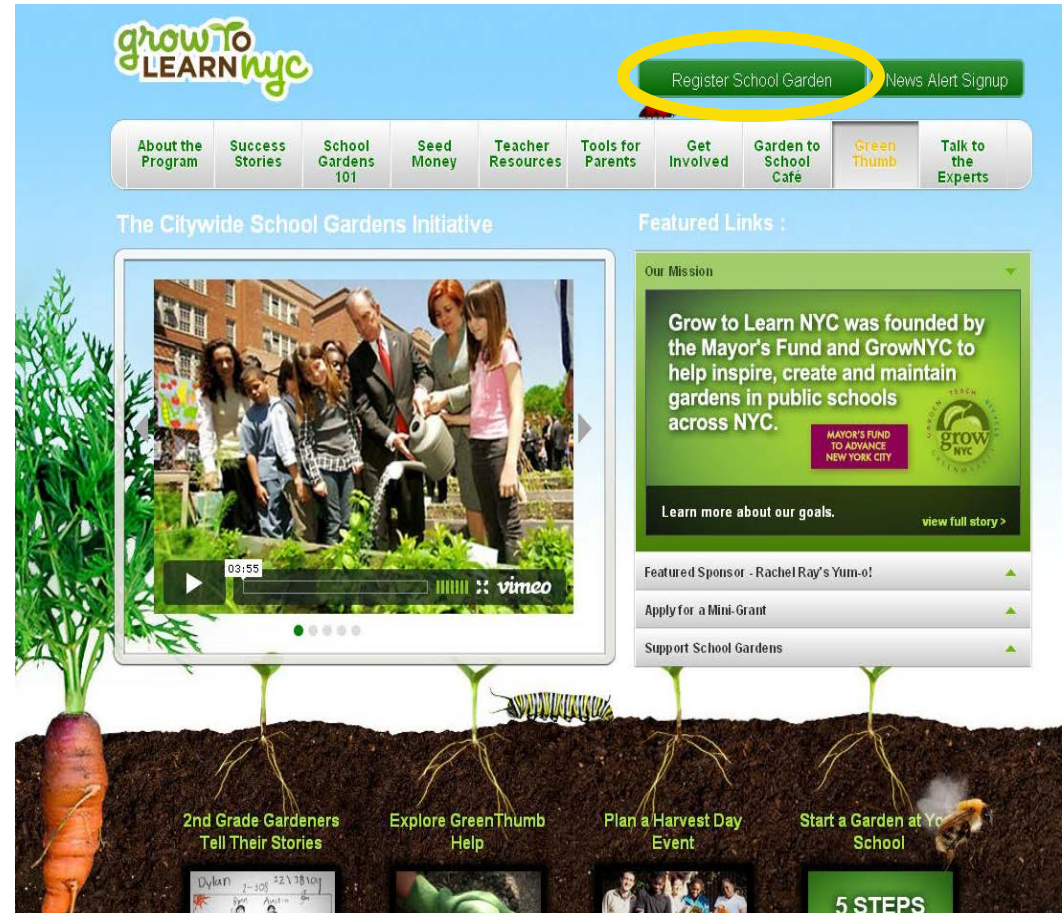 grow To
LEARN nyc
Register School Garden
News Alert Signup
About the
Program
Success
Stories
School
Gardens
101
Seed
Money
Teacher
Resources
Tools for
Parents
Get
Involved
Garden to
School
Café
Green
Thumb
Talk to
the
Experts
The Citywide School Gardens Initiative
Featured Links :
Our Mission
Grow to Learn NYC was founded by
the Mayor's Fund and GrowNYC to
help inspire, create and maintain
gardens in public schools
across NYC.
MAYOR'S FUND
TO ADVANCE
NEW YORK CITY
GARDEN TEACH RECYCLE
grow
NYC
GREENMARKET
Learn more about our goals.
view full story >
03:55
vimeo
Featured Sponsor - Rachel Ray's Yum-o!
Apply for a Mini-Grant
Support School Gardens
2nd Grade Gardeners
Tell Their Stories
Explore GreenThumb
Help
Plan a Harvest Day
Event
Start a Garden at
School
Dylan
5 STEPS